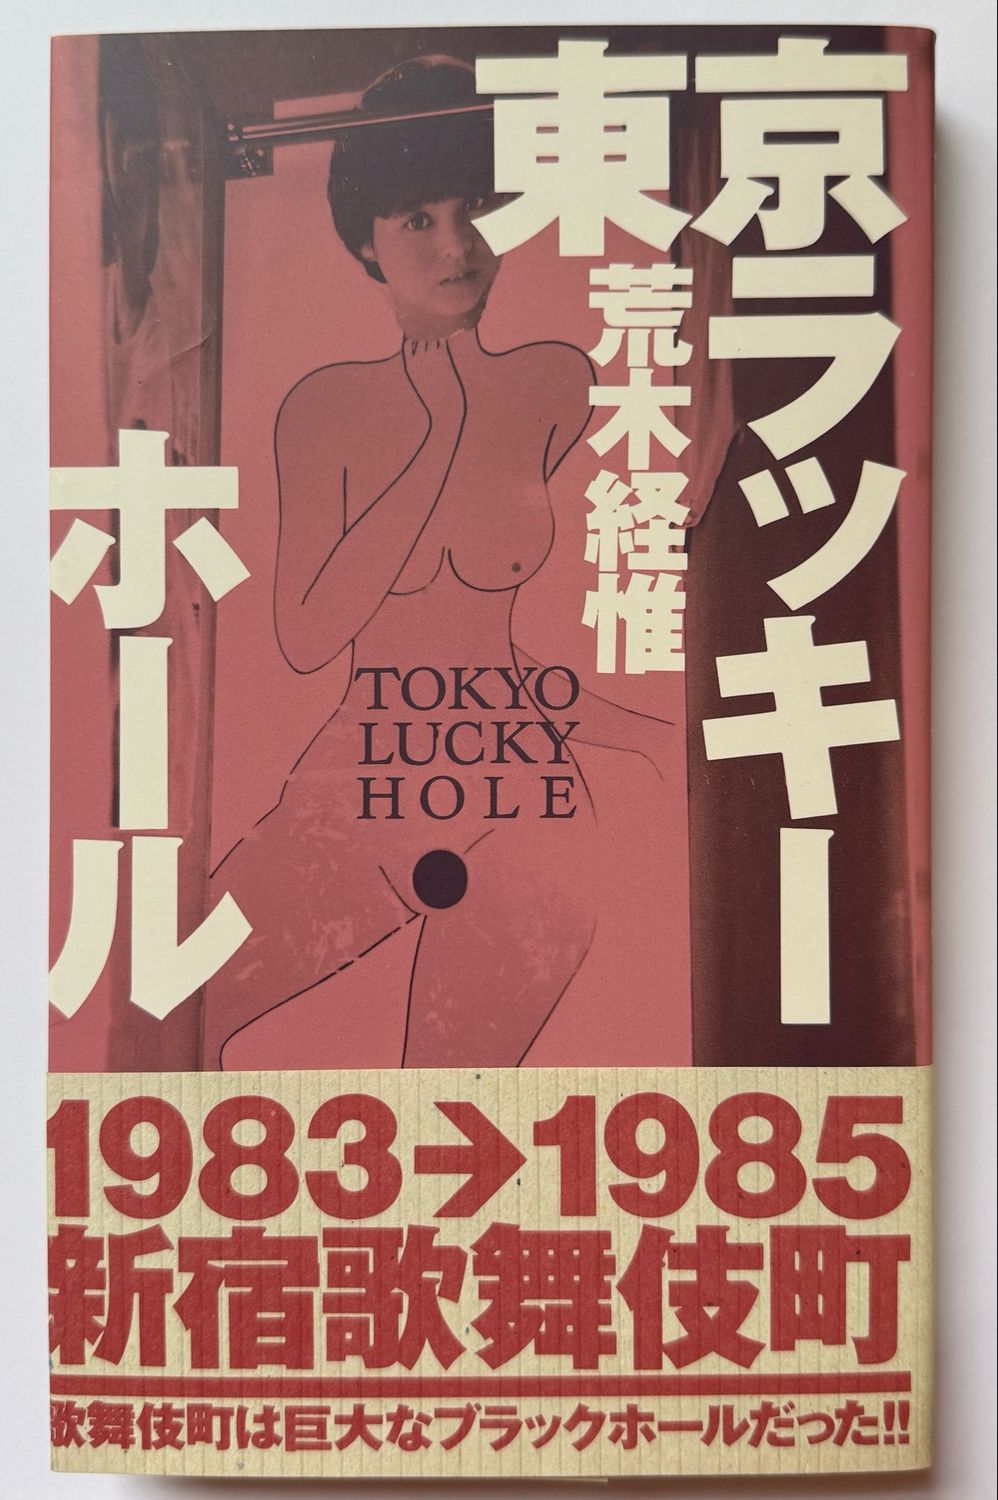 東京ラッキー
ホール
荒木経惟
TOKYO
LUCKY
HOLE
1983→1985
新宿歌舞伎町
歌舞伎町は巨大なブラックホールだった!!